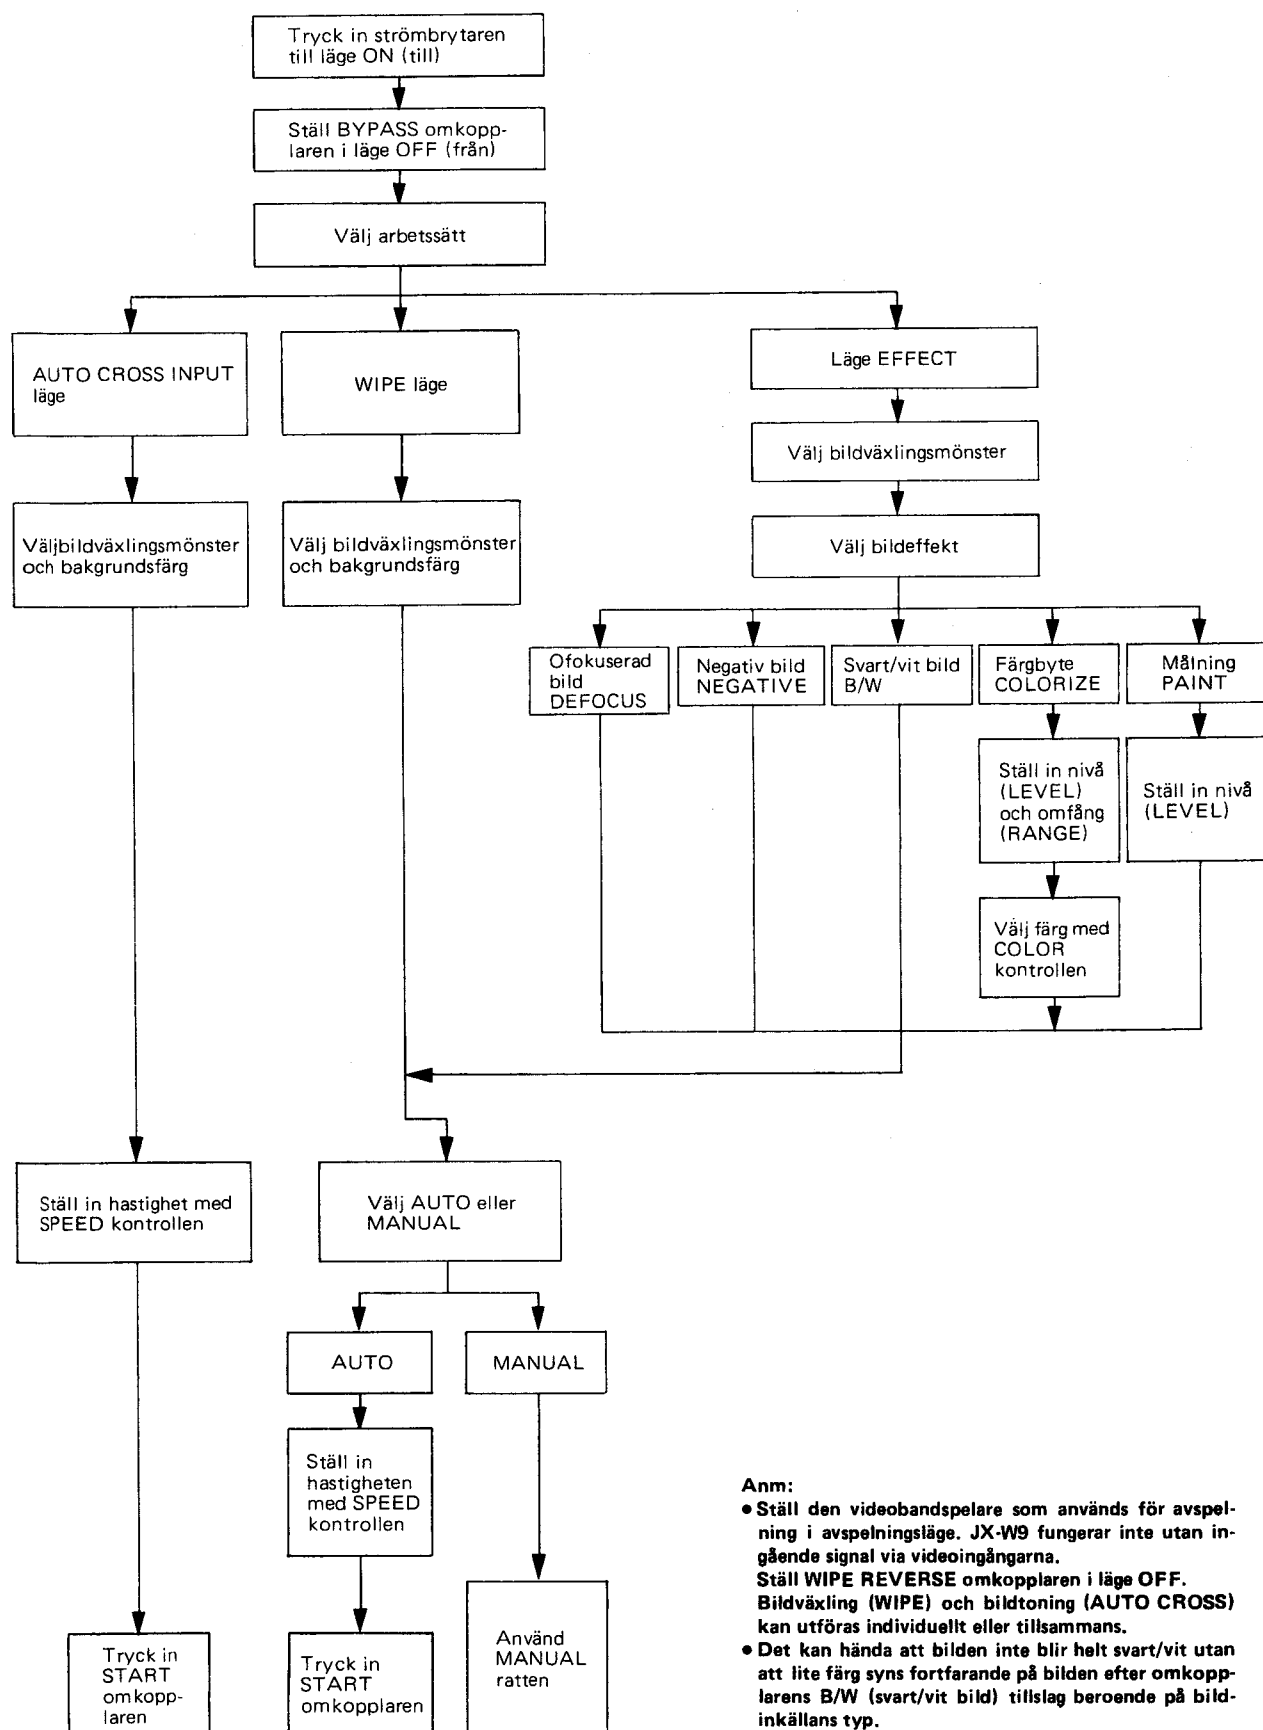 Tryck in strömbrytaren
till läge ON (till)
Ställ BYPASS omkopp-
laren i läge OFF (från)
Välj arbetssätt
AUTO CROSS INPUT
läge
WIPE läge
Läge EFFECT
Välj bildväxlingsmönster
Väljbildväxlingsmönster
och bakgrundsfärg
Välj bildväxlingsmönster
och bakgrundsfärg
Välj bildeffekt
Ofokuserad
bild
DEFOCUS
Negativ bild
NEGATIVE
Svart/vit bild
B/W
Färgbyte
COLORIZE
Målning
PAINT
Ställ in nivå
(LEVEL)
och omfång
(RANGE)
Ställ in nivå
(LEVEL)
Välj färg med
COLOR
kontrollen
Ställ in hastighet med
SPEED kontrollen
Välj AUTO eller
MANUAL
AUTO
MANUAL
Ställ in
hastigheten
med SPEED
kontrollen
Tryck in
START
omkopp-
laren
Tryck in
START
omkopplaren
Använd
MANUAL
ratten
Anm:
● Ställ den videobandspelare som används för avspel-
ning i avspelningsläge. JX-W9 fungerar inte utan in-
gående signal via videoingångarna.
Ställ WIPE REVERSE omkopplaren i läge OFF.
Bildväxling (WIPE) och bildtoning (AUTO CROSS)
kan utföras individuellt eller tillsammans.
● Det kan hända att bilden inte blir helt svart/vit utan
att lite färg syns fortfarande på bilden efter omkopp-
larens B/W (svart/vit bild) tillslag beroende på bild-
inkällans typ.